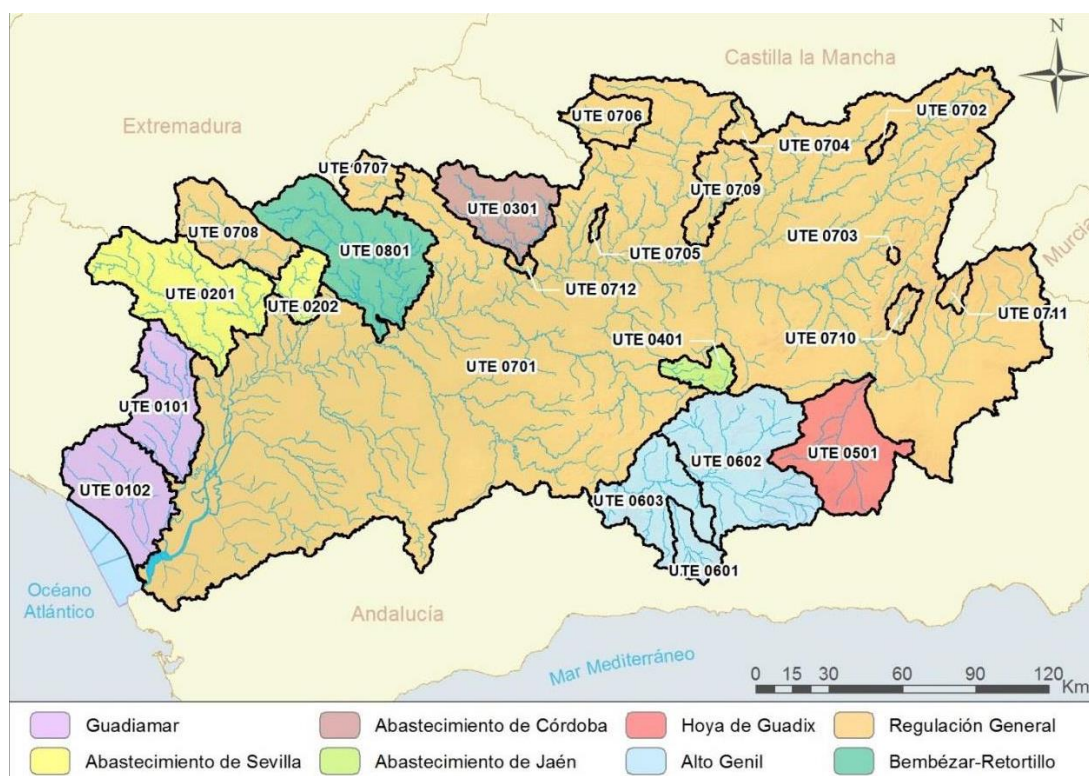 N
Castilla la Mancha
Extremadura
UTE 0706
UTE 0702
UTE 0704
UTE 0707
UTE 0709
UTE 0301
UTE 0708
UTE 0801
UTE 0703
UTE 0705
Murcia
UTE 0201
UTE 0712
UTE 0202
UTE 0711
UTE 0401
UTE 0710
UTE 0701
UTE 0101
UTE 0501
UTE 0602
UTE 0102
UTE 0603
UTE 0601
Océano
Atlántico
Andalucía
Mar Mediterráneo
0 15 30 60 90 120
Km
Guadiamar
Abastecimiento de Córdoba
Hoya de Guadix
Regulación General
Abastecimiento de Sevilla
Abastecimiento de Jaén
Alto Genil
Bembézar-Retortillo